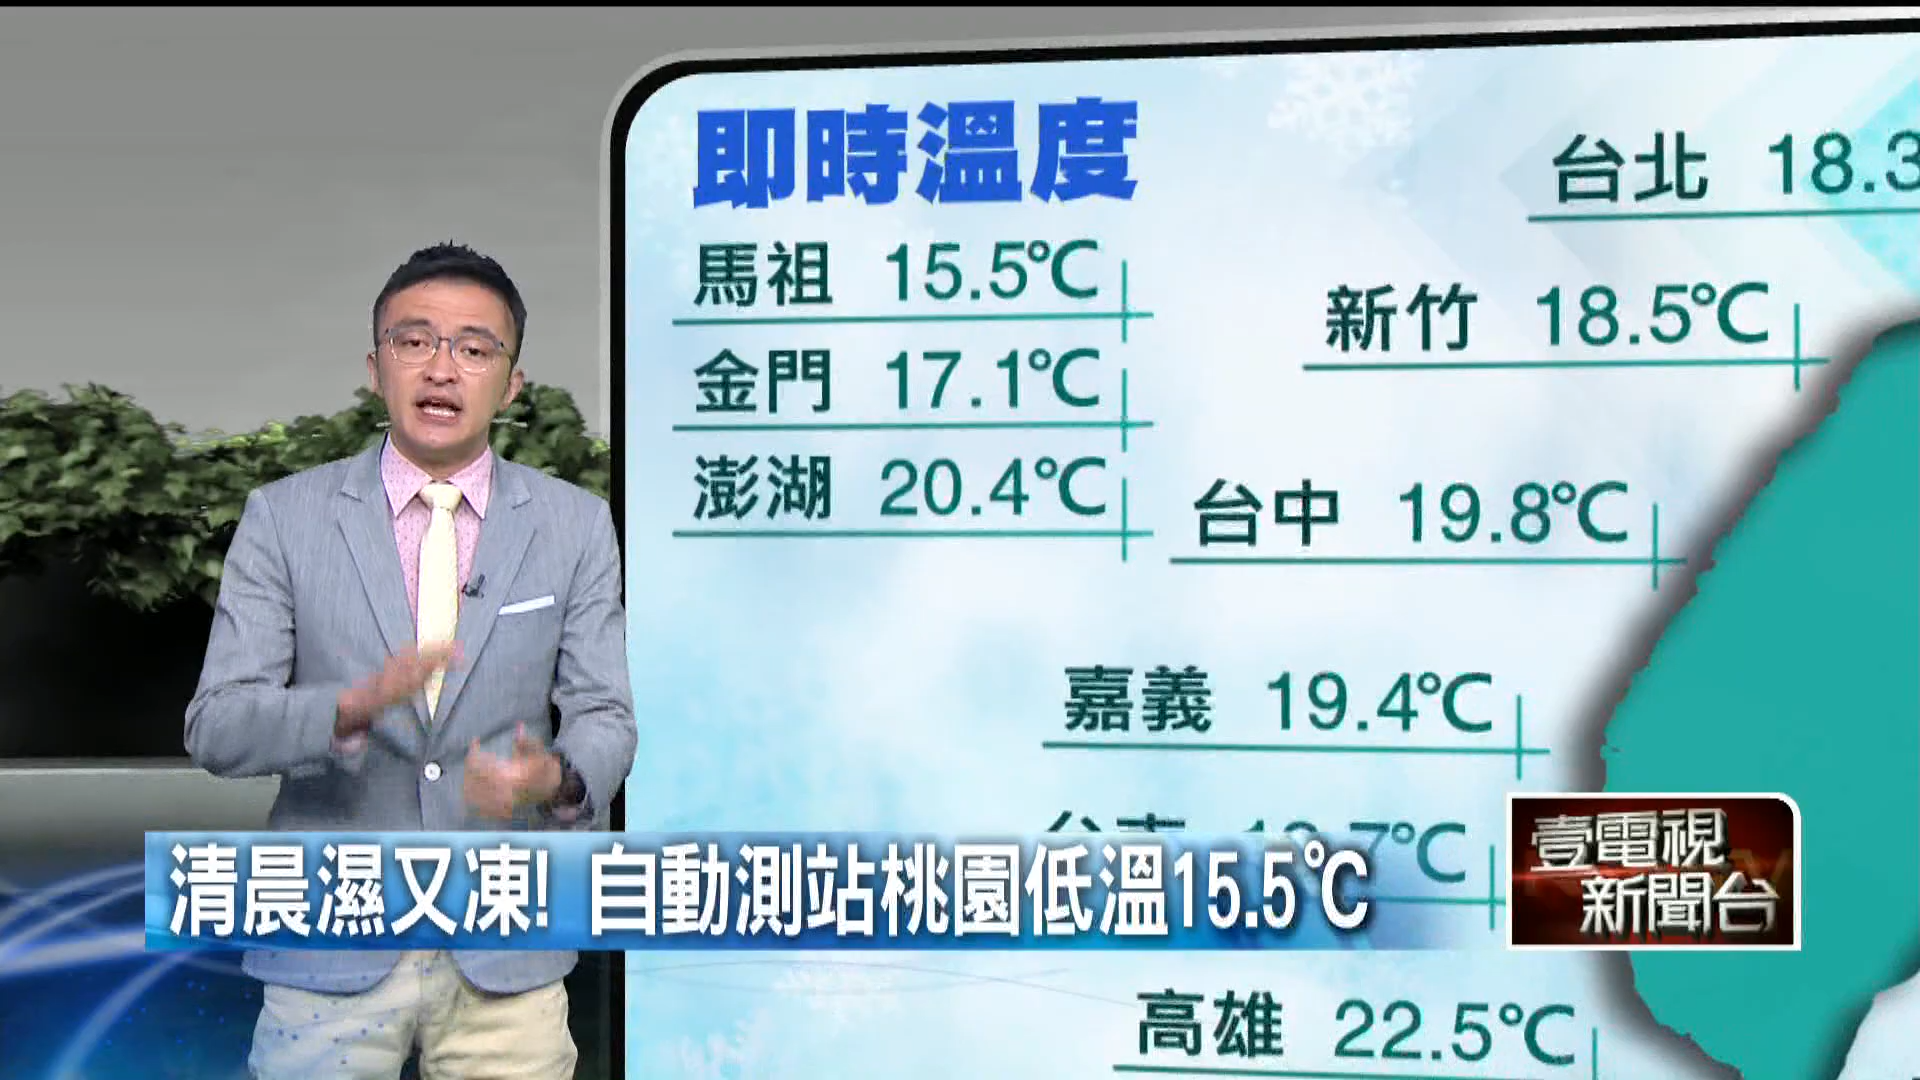 即時溫度
台北 18.3
馬祖 15.5℃
新竹 18.5℃
金門 17.1℃
澎湖 20.4℃
台中 19.8℃
嘉義 19.4℃
清晨濕又凍! 自動測站桃園低溫15.5℃
壹電視
新聞台
高雄 22.5℃